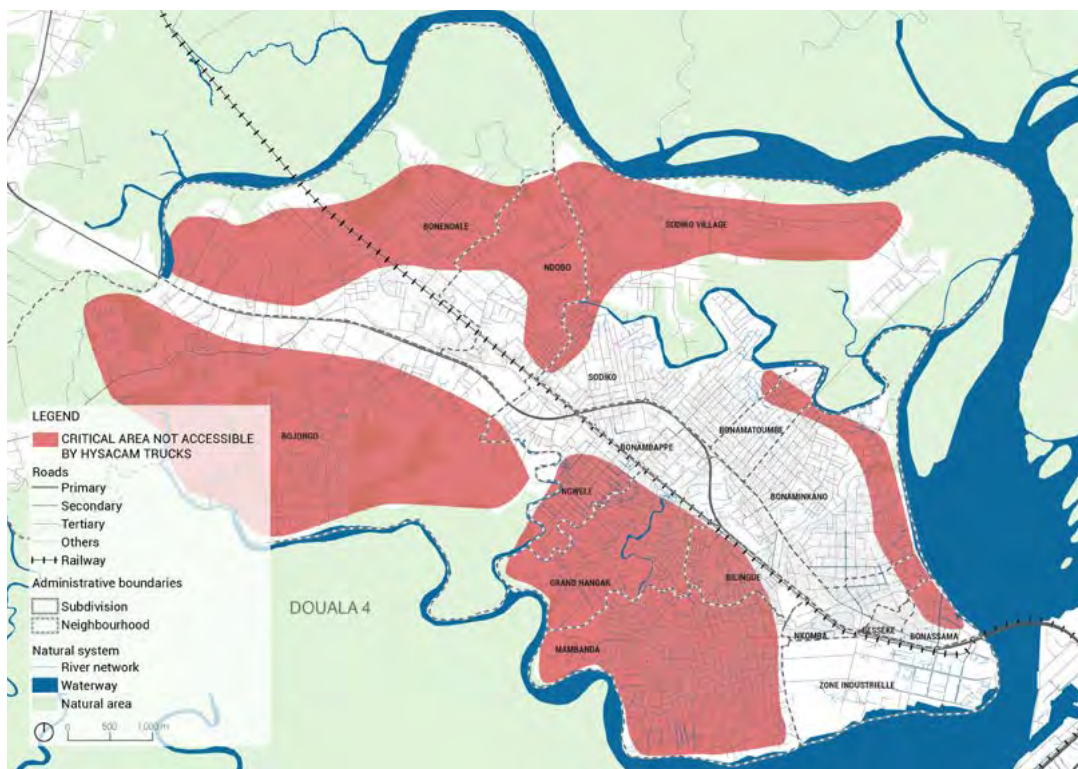 BONENDALE
SODIKO VILLAGE
NDOBO
SODIKO
BONAMATOUMBE
BONAMBAPPE
BONAMINKANO
BOJONGO
NGWELE
GRAND HANGAR
BILINGUE
MAMBANDA
NKOMBA
BESSEKE
BONASSAMA
ZONE INDUSTRIELLE
DOUALA 4
LEGEND
CRITICAL AREA NOT ACCESSIBLE
BY HYSACAM TRUCKS
Roads
Primary
Secondary
Tertiary
Others
Railway
Administrative boundaries
Subdivision
Neighbourhood
Natural system
River network
Waterway
Natural area
0 500 1,000 m